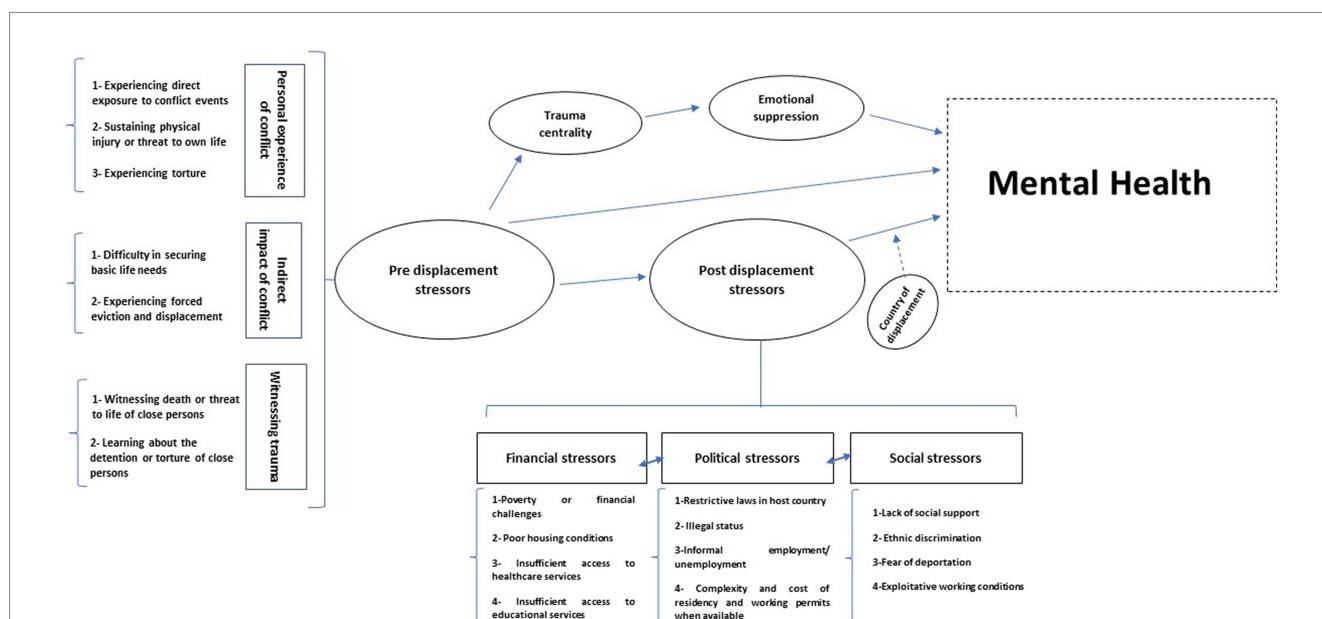 1- Experiencing direct
exposure to conflict events
2- Sustaining physical
injury or threat to own life
3- Experiencing torture
Personal experience
of conflict
1- Difficulty in securing
basic life needs
2- Experiencing forced
eviction and displacement
Indirect
impact of conflict
1- Witnessing death or threat
to life of close persons
2- Learning about the
detention or torture of close
persons
Witnessing trauma
Pre displacement
stressors
Trauma
centrality
Emotional
suppression
Post displacement
stressors
Country of
displacement
Mental Health
Financial stressors
1-Poverty or financial
challenges
2- Poor housing conditions
3- Insufficient access to
healthcare services
4- Insufficient access to
educational services
Political stressors
1-Restrictive laws in host country
2- Illegal status
3-Informal employment/
unemployment
4- Complexity and cost of
residency and working permits
when available
Social stressors
1-Lack of social support
2- Ethnic discrimination
3-Fear of deportation
4-Exploitative working conditions